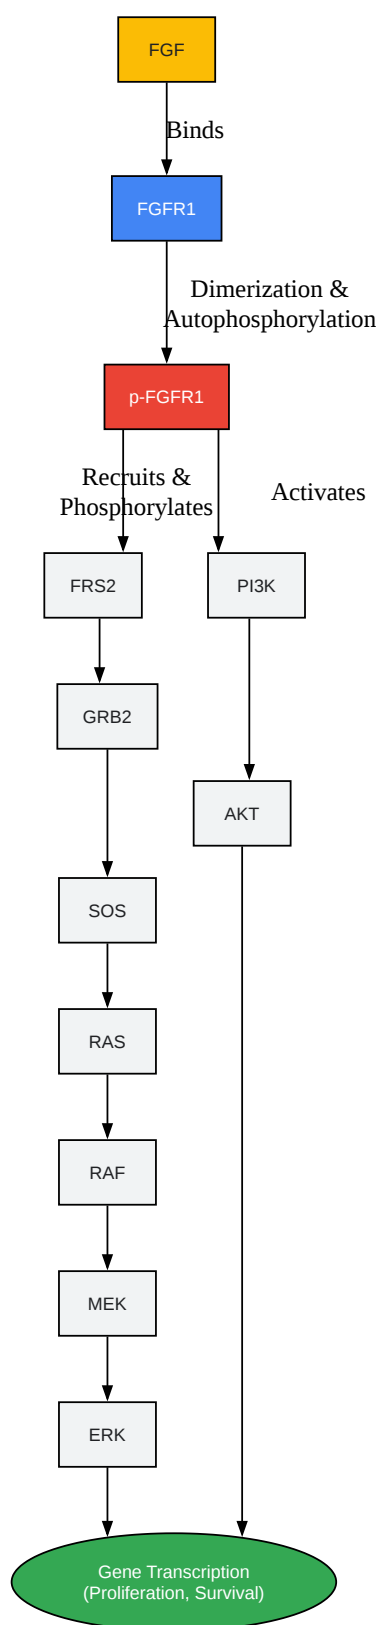 FGF
Binds
FGFR1
Dimerization &
Autophosphorylation
p-FGFR1
Recruits &
Phosphorylates
Activates
FRS2
PI3K
GRB2
AKT
SOS
RAS
RAF
MEK
ERK
Gene Transcription
(Proliferation, Survival)